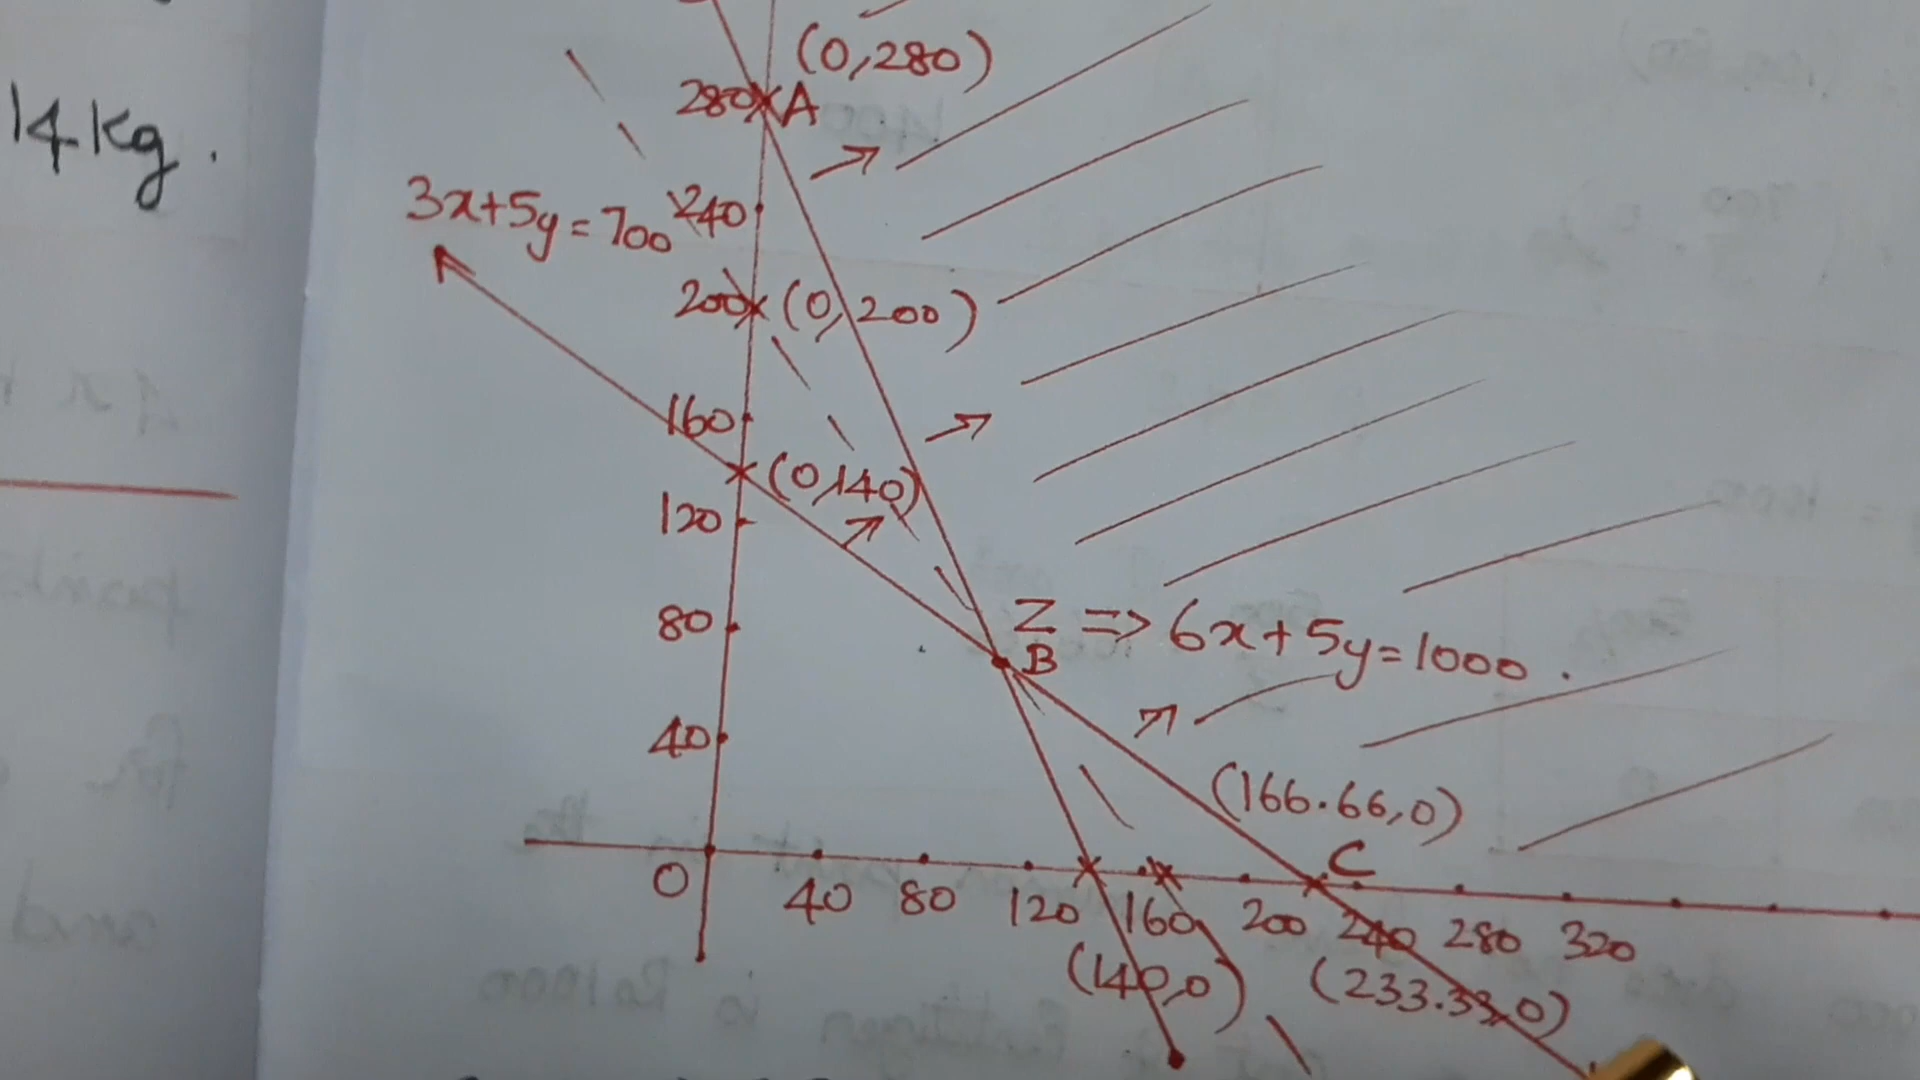 14 kg.
(0,280)
280 A
3x+5y=700
240
200 (0,200)
160
(0,140)
120
80
Z => 6x+5y=1000.
B
40
(166.66,0)
C
0 40 80 120 160 200 240 280 320
(140,0) (233.33,0)